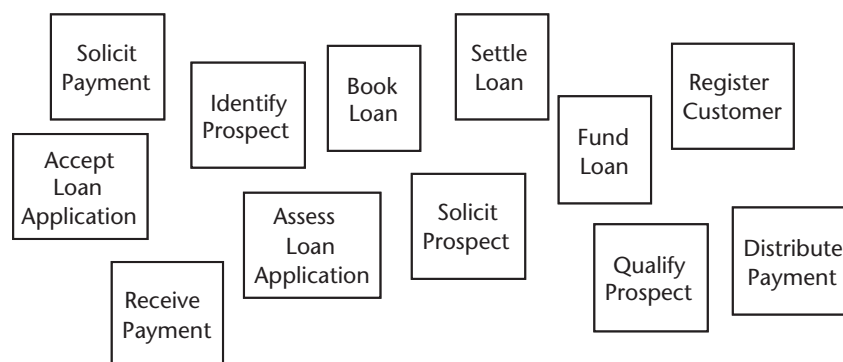 Solicit
Payment
Identify
Prospect
Book
Loan
Settle
Loan
Register
Customer
Accept
Loan
Application
Fund
Loan
Assess
Loan
Application
Solicit
Prospect
Qualify
Prospect
Distribute
Payment
Receive
Payment